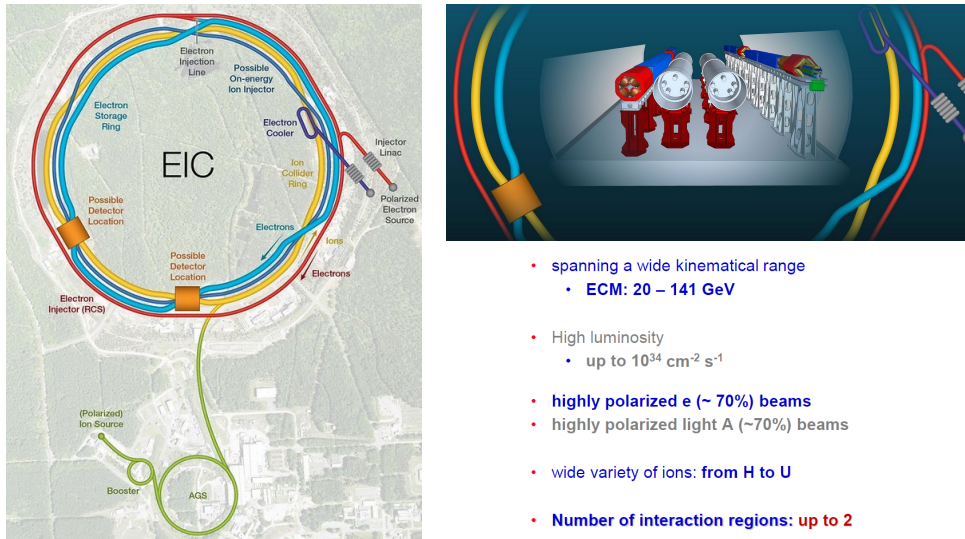 Electron
Injection
Line
Possible
On-energy
Ion Injector
Electron
Storage
Ring
Electron
Cooler
Injector
Linac
EIC
Ion
Collider
Ring
Polarized
Electron
Source
Possible
Detector
Location
Electrons
Ions
Possible
Detector
Location
Electrons
Electron
Injector (RCS)
(Polarized)
Ion Source
Booster
AGS
• spanning a wide kinematical range
• ECM: 20 – 141 GeV
• High luminosity
• up to 10³⁴ cm⁻² s⁻¹
• highly polarized e (~ 70%) beams
• highly polarized light A (~70%) beams
• wide variety of ions: from H to U
• Number of interaction regions: up to 2